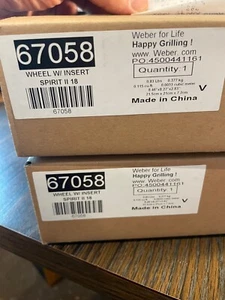 67058
WHEEL W/ INSERT
SPIRIT II 18
67058
Weber for Life
Happy Grilling !
www. Weber. com
PO:4500441161
Quantity 1
Made in China
V
67058
WHEEL W/ INSERT
SPIRIT II 18
67058
Weber for Life
Happy Grilling !
www. Weber. com
PO:4500441161
Quantity 1
Made in China
V